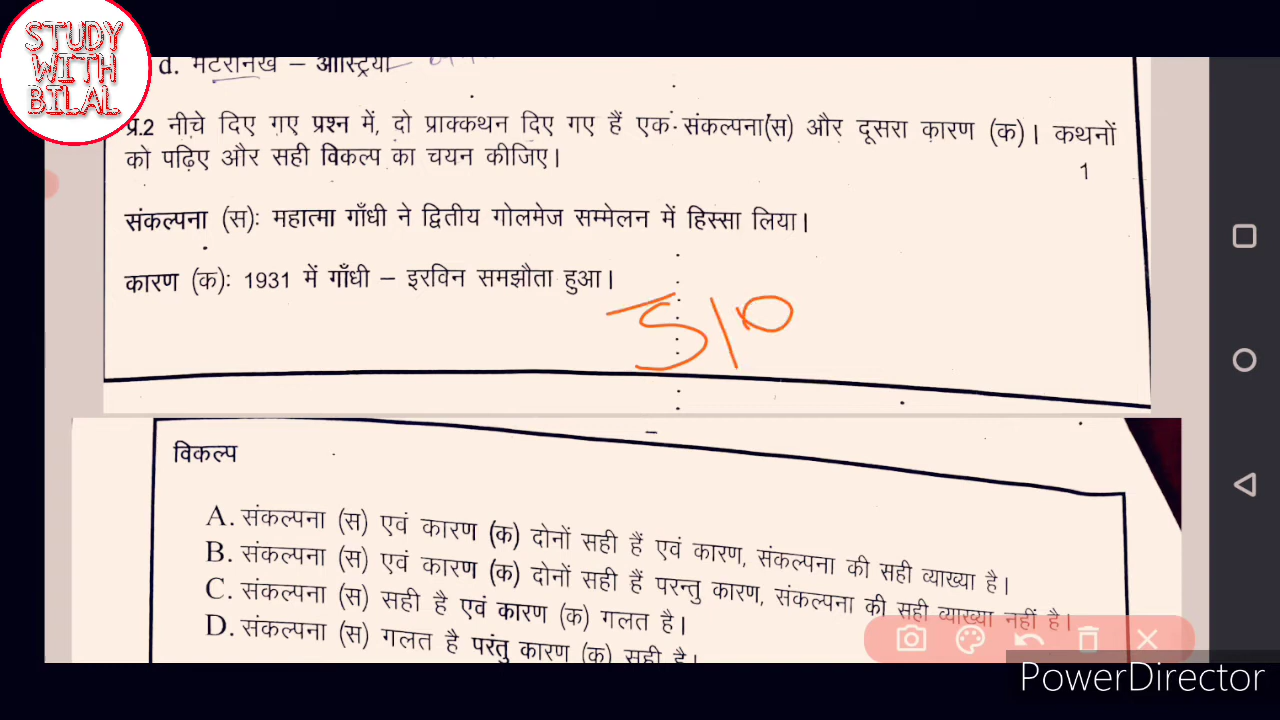 STUDY
WITH
BILAL
d. मेटरनिख – ऑस्ट्रिया
प्र.2 नीचे दिए गए प्रश्न में, दो प्राक्कथन दिए गए हैं एक संकल्पना(स) और दूसरा कारण (क)। कथनों
को पढ़िए और सही विकल्प का चयन कीजिए।
1
संकल्पना (स): महात्मा गाँधी ने द्वितीय गोलमेज सम्मेलन में हिस्सा लिया।
कारण (क): 1931 में गाँधी – इरविन समझौता हुआ।
विकल्प
A. संकल्पना (स) एवं कारण (क) दोनों सही हैं एवं कारण, संकल्पना की सही व्याख्या है।
B. संकल्पना (स) एवं कारण (क) दोनों सही हैं परन्तु कारण, संकल्पना की सही व्याख्या नहीं है।
C. संकल्पना (स) सही है एवं कारण (क) गलत है।
D. संकल्पना (स) गलत है परंतु कारण (क) सही है।
PowerDirector